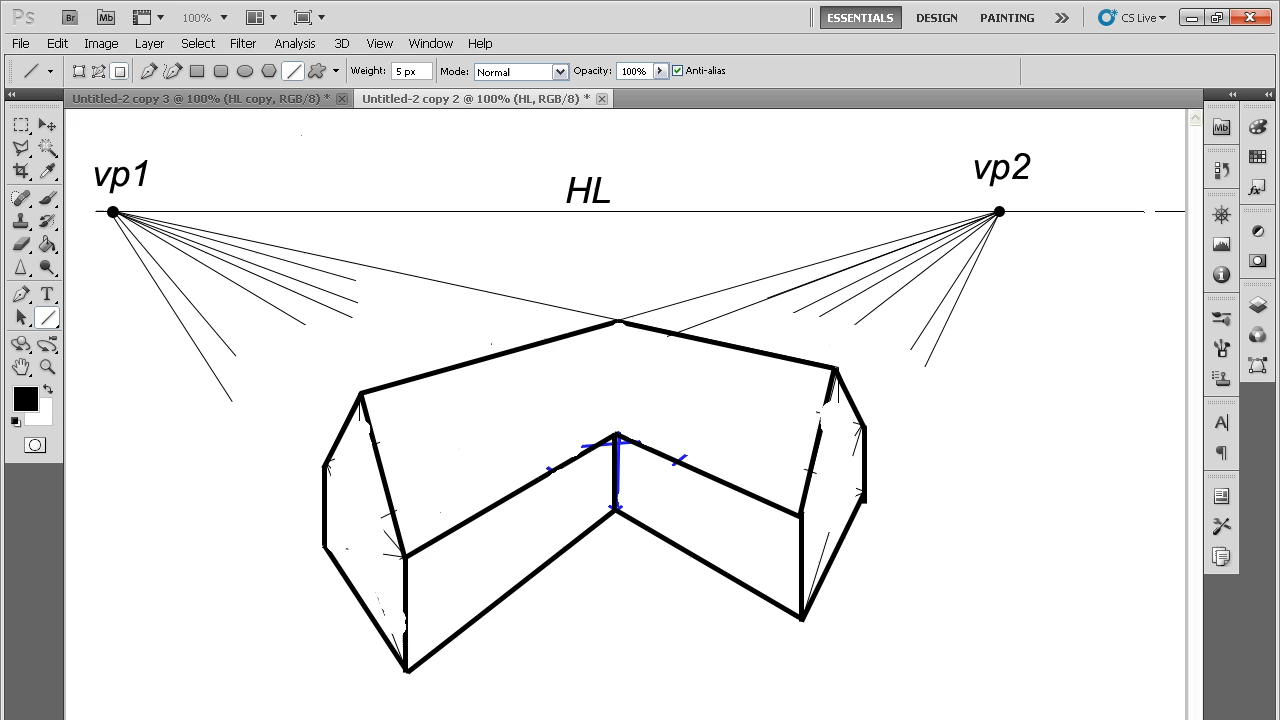 Ps Br Mb 100% ESSENTIALS DESIGN PAINTING CS Live
File Edit Image Layer Select Filter Analysis 3D View Window Help
Weight: 5 px Mode: Normal Opacity: 100% Anti-alias
Untitled-2 copy 3 @ 100% (HL copy, RGB/8) * Untitled-2 copy 2 @ 100% (HL, RGB/8) *
Mb
vp1
HL
vp2
T
A